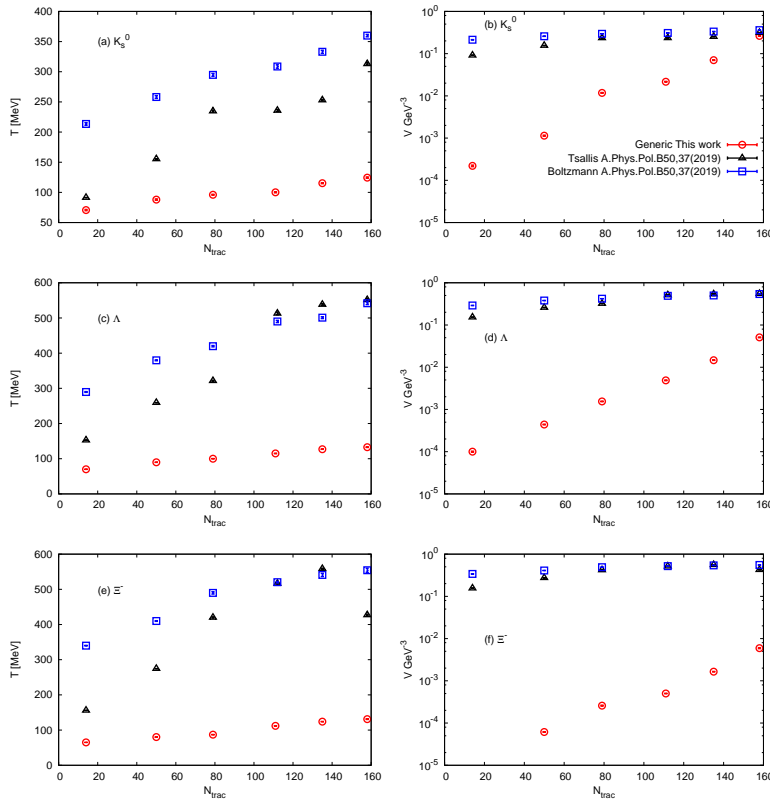 400
350
300
250
200
150
100
50
0 20 40 60 80 100 120 140 160
T [MeV]
N_trac
(a) K_s^0
10^0
10^-1
10^-2
10^-3
10^-4
10^-5
0 20 40 60 80 100 120 140 160
V GeV^-3
N_trac
(b) K_s^0
Generic This work
Tsallis A.Phys.Pol.B50,37(2019)
Boltzmann A.Phys.Pol.B50,37(2019)
600
500
400
300
200
100
0
0 20 40 60 80 100 120 140 160
T [MeV]
N_trac
(c) Λ
10^0
10^-1
10^-2
10^-3
10^-4
10^-5
0 20 40 60 80 100 120 140 160
V GeV^-3
N_trac
(d) Λ
600
500
400
300
200
100
0
0 20 40 60 80 100 120 140 160
T [MeV]
N_trac
(e) Ξ^-
10^0
10^-1
10^-2
10^-3
10^-4
10^-5
0 20 40 60 80 100 120 140 160
V GeV^-3
N_trac
(f) Ξ^-